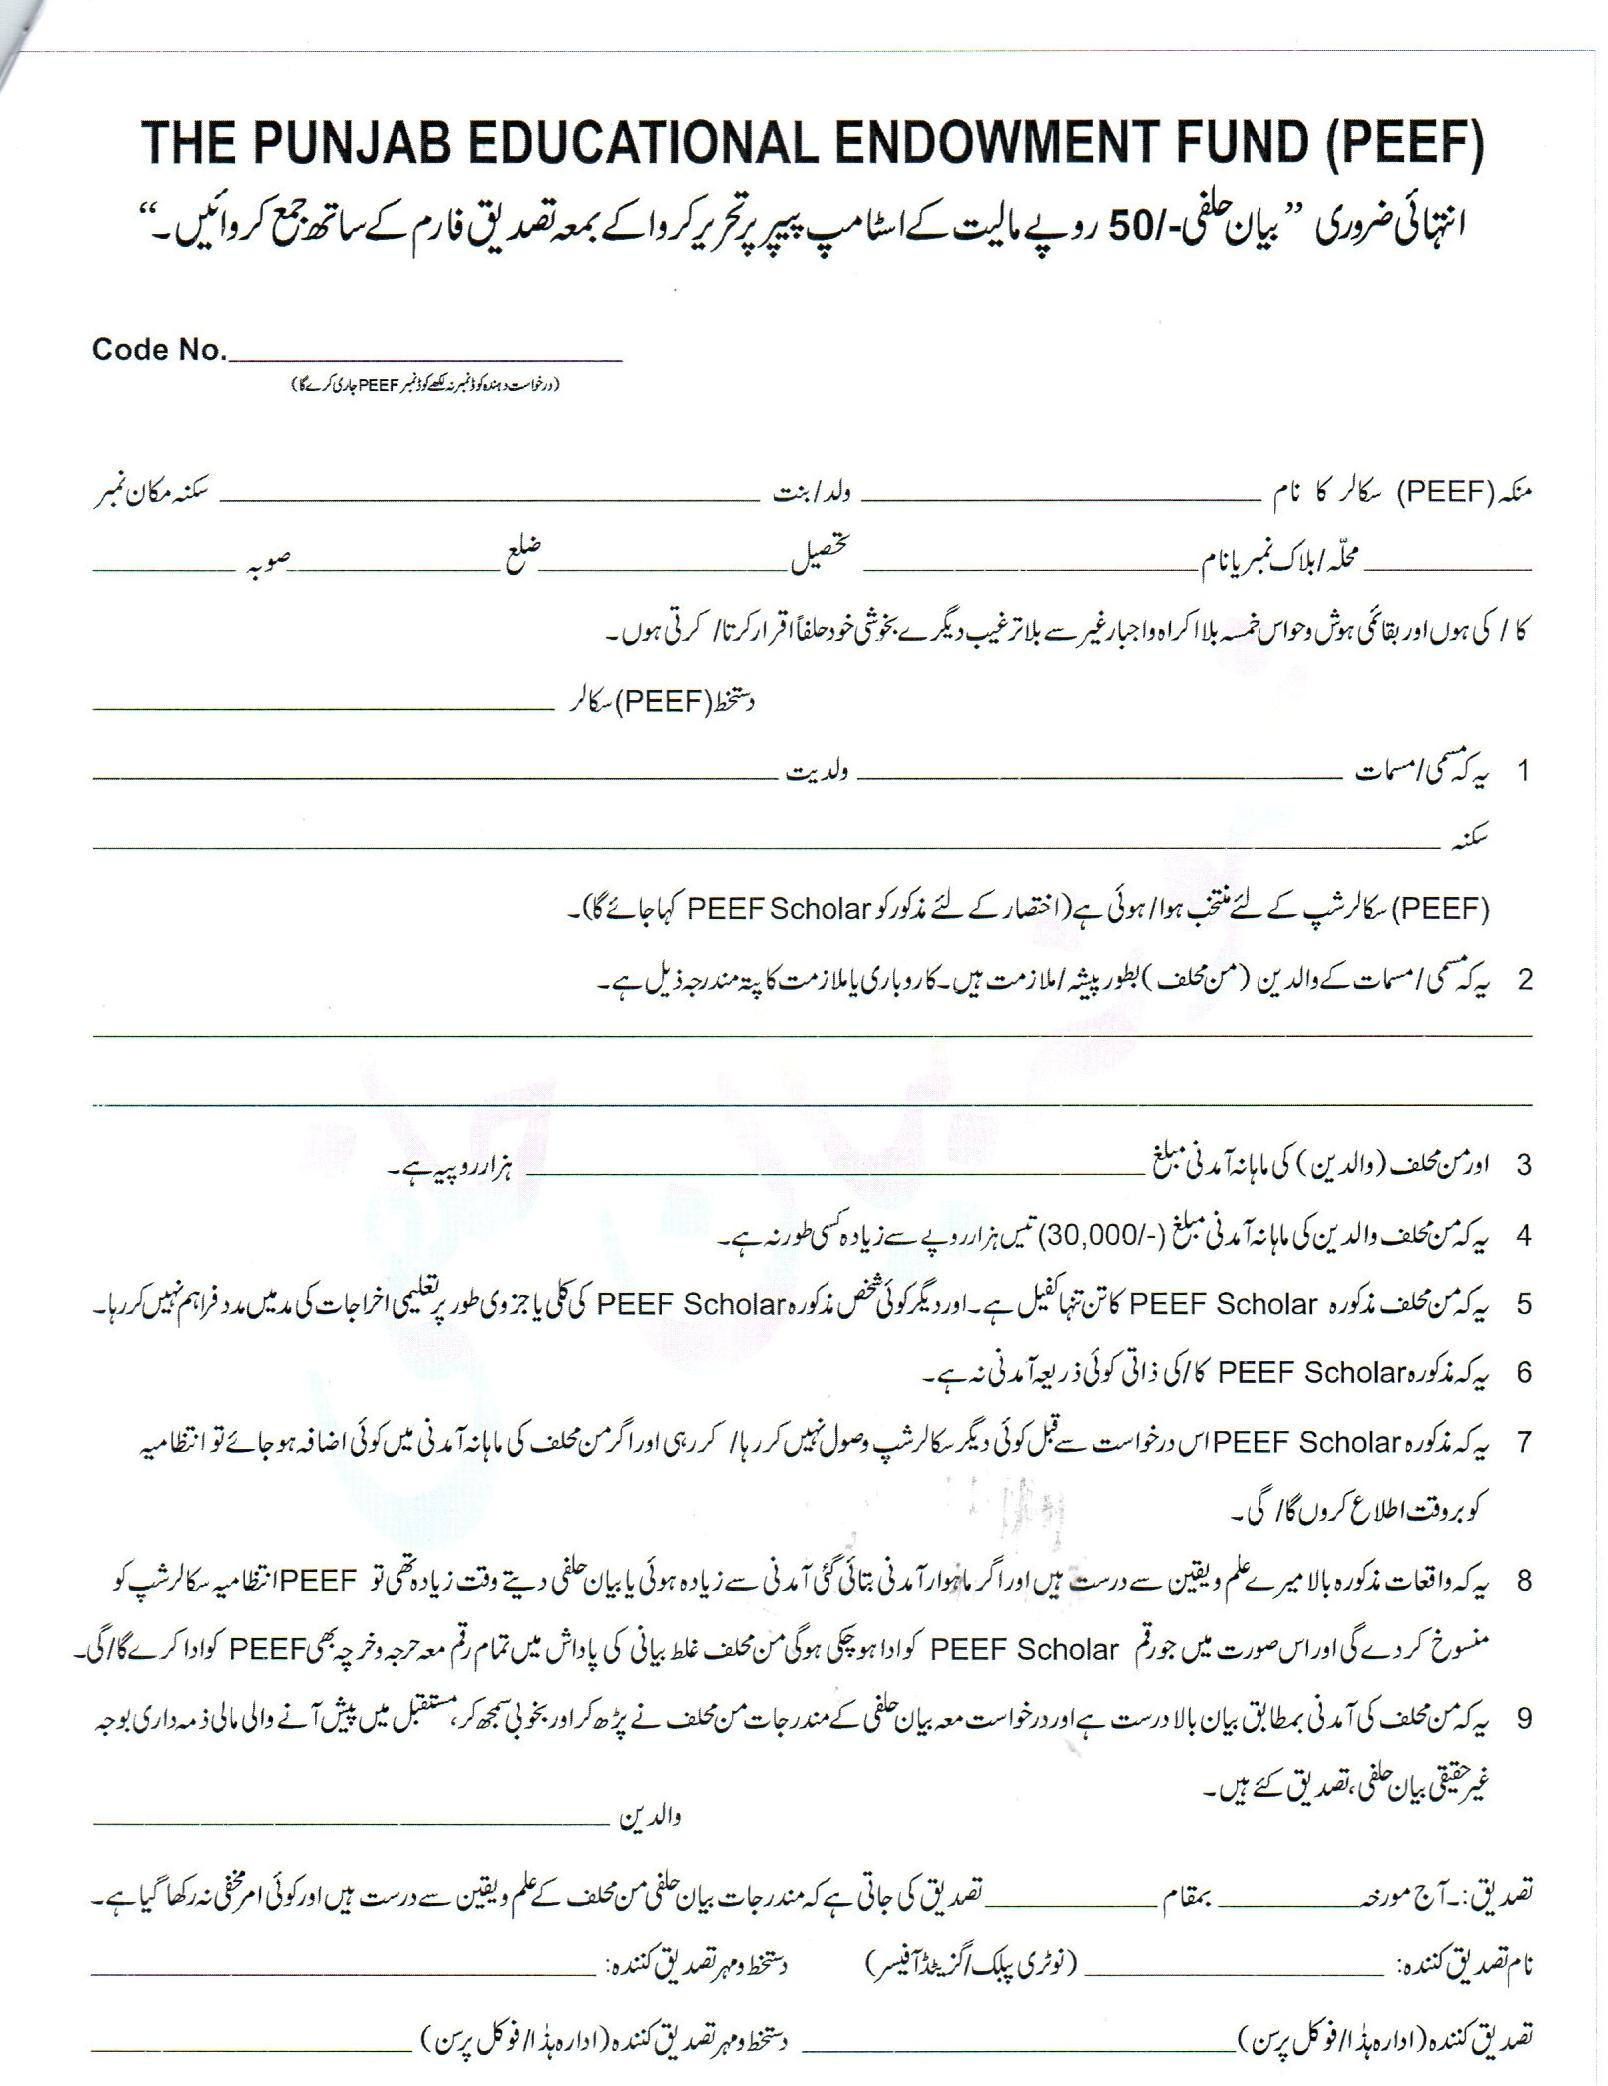 THE PUNJAB EDUCATIONAL ENDOWMENT FUND (PEEF)
انتہائی ضروری ”بیان حلفی -/50 روپے مالیت کے اسٹامپ پیپر پر تحریر کروا کے بمعہ تصدیق فارم کے ساتھ جمع کروائیں۔“
Code No.
(درخواست دہندہ کوڈ نمبر نہ لکھے کوڈ نمبر PEEF جاری کرے گا)
منکہ (PEEF) سکالر کا نام ولد/بنت سکنہ مکان نمبر
محلّہ/بلاک نمبر یا نام تحصیل ضلع صوبہ
کا / کی ہوں اور بقائمی ہوش و حواس خمسہ بلا اکراہ و اجبار غیر سے بلا ترغیب دیگرے بخوشی خود حلفاً اقرار کرتا/ کرتی ہوں۔
دستخط (PEEF) سکالر
1 یہ کہ مسمی/مسمات ولدیت
سکنہ
(PEEF) سکالرشپ کے لئے منتخب ہوا/ہوئی ہے (اختصار کے لئے مذکور کو PEEF Scholar کہا جائے گا)۔
2 یہ کہ مسمی/مسمات کے والدین (من محلف) بطور پیشہ/ملازمت ہیں۔ کاروباری یا ملازمت کا پتہ مندرجہ ذیل ہے۔
3 اور من محلف (والدین) کی ماہانہ آمدنی مبلغ ہزار روپیہ ہے۔
4 یہ کہ من محلف والدین کی ماہانہ آمدنی مبلغ (-/30,000) تیس ہزار روپے سے زیادہ کسی طور نہ ہے۔
5 یہ کہ من محلف مذکورہ PEEF Scholar کا تن تنہا کفیل ہے۔ اور دیگر کوئی شخص مذکورہ PEEF Scholar کی کلی یا جزوی طور پر تعلیمی اخراجات کی مد میں مدد فراہم نہیں کر رہا۔
6 یہ کہ مذکورہ PEEF Scholar کا/کی ذاتی کوئی ذریعہ آمدنی نہ ہے۔
7 یہ کہ مذکورہ PEEF Scholar اس درخواست سے قبل کوئی دیگر سکالرشپ وصول نہیں کر رہا/ کر رہی اور اگر من محلف کی ماہانہ آمدنی میں کوئی اضافہ ہو جائے تو انتظامیہ
کو بروقت اطلاع کروں گا/ گی۔
8 یہ کہ واقعات مذکورہ بالا میرے علم و یقین سے درست ہیں اور اگر ماہوار آمدنی بتائی گئی آمدنی سے زیادہ ہوئی یا بیان حلفی دیتے وقت زیادہ تھی تو PEEF انتظامیہ سکالرشپ کو
منسوخ کر دے گی اور اس صورت میں جو رقم PEEF Scholar کو ادا ہو چکی ہوگی من محلف غلط بیانی کی پاداش میں تمام رقم معہ حرجہ و خرچہ بھی PEEF کو ادا کرے گا/گی۔
9 یہ کہ من محلف کی آمدنی بمطابق بیان بالا درست ہے اور درخواست معہ بیان حلفی کے مندرجات من محلف نے پڑھ کر اور بخوبی سمجھ کر، مستقبل میں پیش آنے والی مالی ذمہ داری بوجہ
غیر حقیقی بیان حلفی، تصدیق کئے ہیں۔
والدین
تصدیق:۔ آج مورخہ بمقام تصدیق کی جاتی ہے کہ مندرجات بیان حلفی من محلف کے علم و یقین سے درست ہیں اور کوئی امر مخفی نہ رکھا گیا ہے۔
نام تصدیق کنندہ: (نوٹری پبلک/گزیٹڈ آفیسر) دستخط و مہر تصدیق کنندہ:
تصدیق کنندہ (ادارہ ہذا/فوکل پرسن) دستخط و مہر تصدیق کنندہ (ادارہ ہذا/فوکل پرسن)